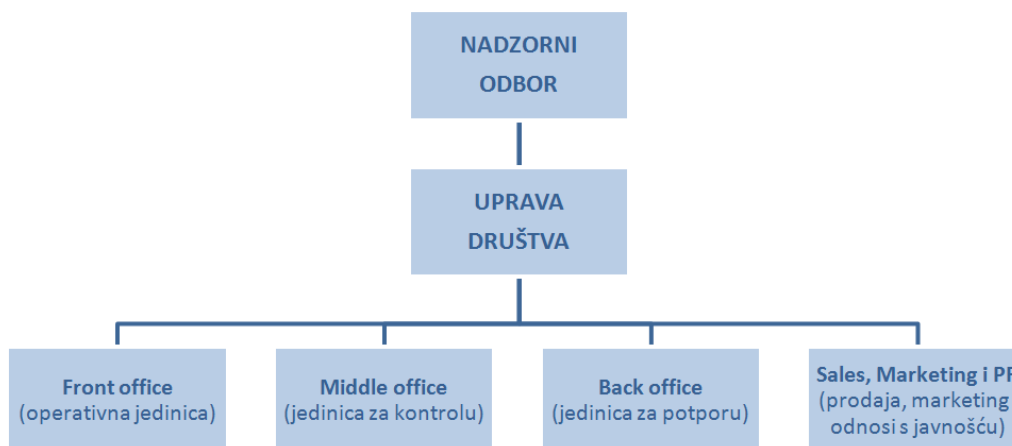 NADZORNI
ODBOR
UPRAVA
DRUŠTVA
Front office
(operativna jedinica)
Middle office
(jedinica za kontrolu)
Back office
(jedinica za potporu)
Sales, Marketing i PR
(prodaja, marketing
odnosi s javnošću)